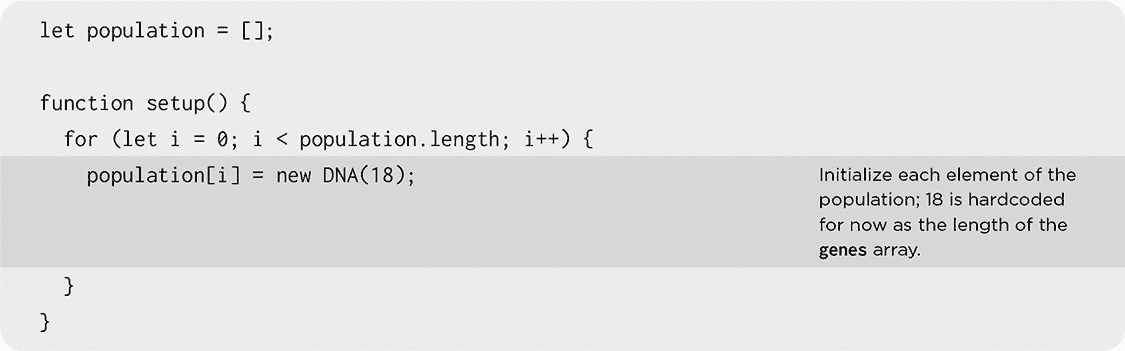 let population = [];
function setup() {
for (let i = 0; i < population.length; i++) {
population[i] = new DNA(18);
Initialize each element of the
population; 18 is hardcoded
for now as the length of the
genes array.
}
}